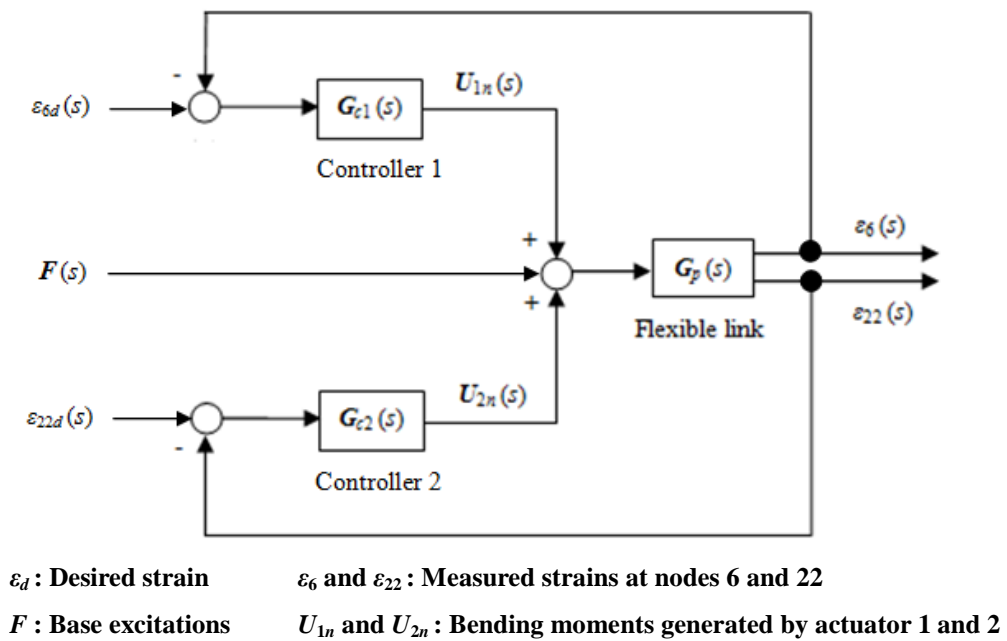 -
U1n(s)
ε6d(s)
Gc1(s)
Controller 1
+
ε6(s)
F(s)
Gp(s)
+
ε22(s)
Flexible link
U2n(s)
ε22d(s)
Gc2(s)
-
Controller 2
εd : Desired strain ε6 and ε22 : Measured strains at nodes 6 and 22
F : Base excitations U1n and U2n : Bending moments generated by actuator 1 and 2